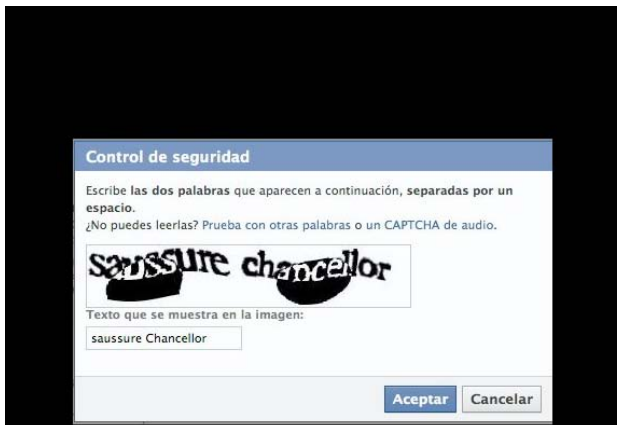 Control de seguridad
Escribe las dos palabras que aparecen a continuación, separadas por un
espacio.
¿No puedes leerlas? Prueba con otras palabras o un CAPTCHA de audio.
saussure chancellor
Texto que se muestra en la imagen:
saussure Chancellor
Aceptar Cancelar